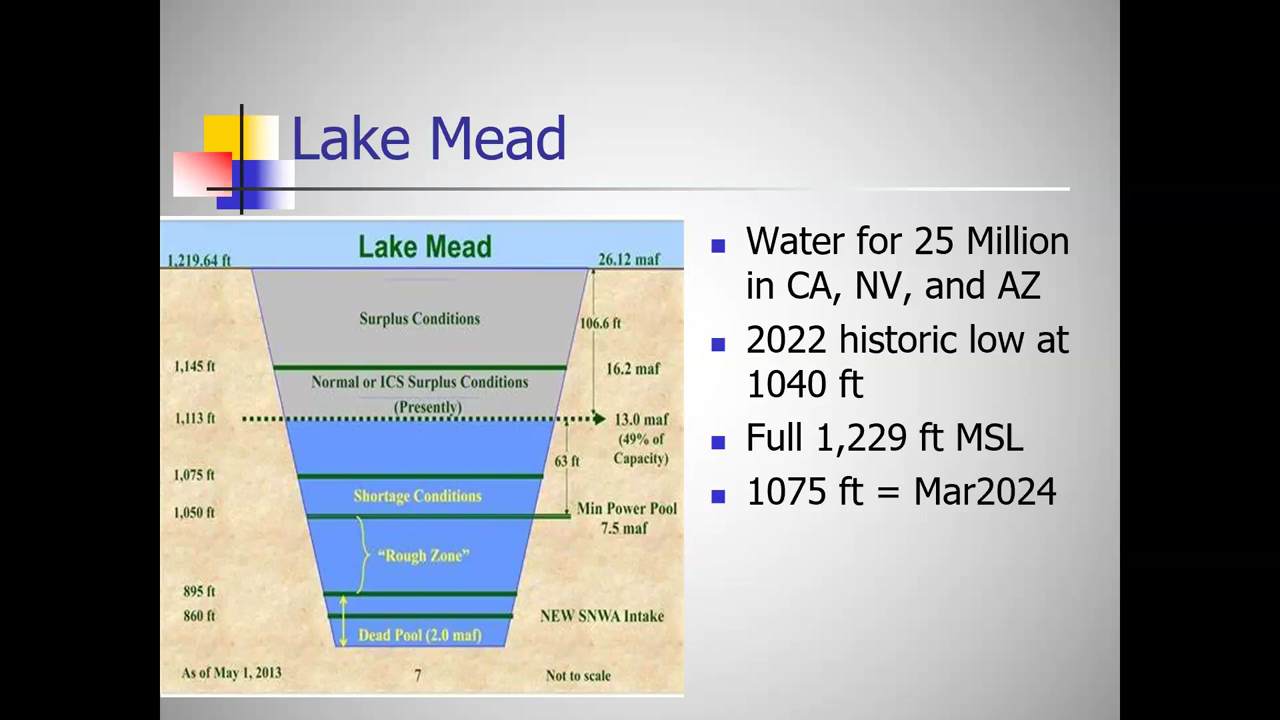 Lake Mead
Lake Mead
1,219.64 ft
26.12 maf
Surplus Conditions
106.6 ft
1,145 ft
16.2 maf
Normal or ICS Surplus Conditions
(Presently)
1,113 ft
13.0 maf
(49% of
Capacity)
63 ft
1,075 ft
Shortage Conditions
1,050 ft
Min Power Pool
7.5 maf
“Rough Zone”
895 ft
860 ft
NEW SNWA Intake
Dead Pool (2.0 maf)
As of May 1, 2013
7
Not to scale
Water for 25 Million
in CA, NV, and AZ
2022 historic low at
1040 ft
Full 1,229 ft MSL
1075 ft = Mar2024